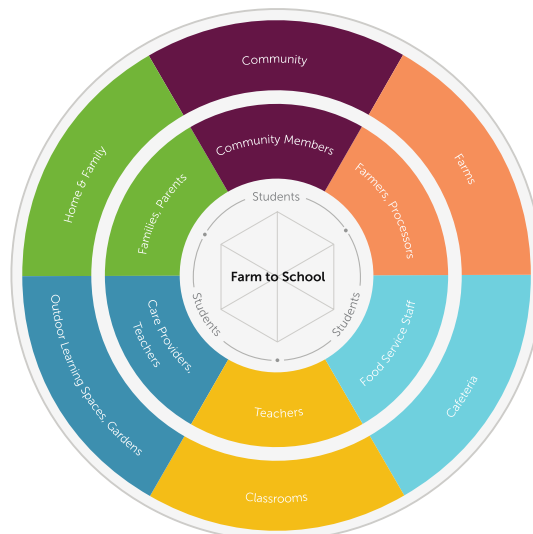 Community
Community Members
Home & Family
Families, Parents
Farmers, Processors
Farms
Students
Farm to School
Students
Students
Outdoor Learning Spaces, Gardens
Care Providers,
Teachers
Food Service Staff
Cafeteria
Teachers
Classrooms